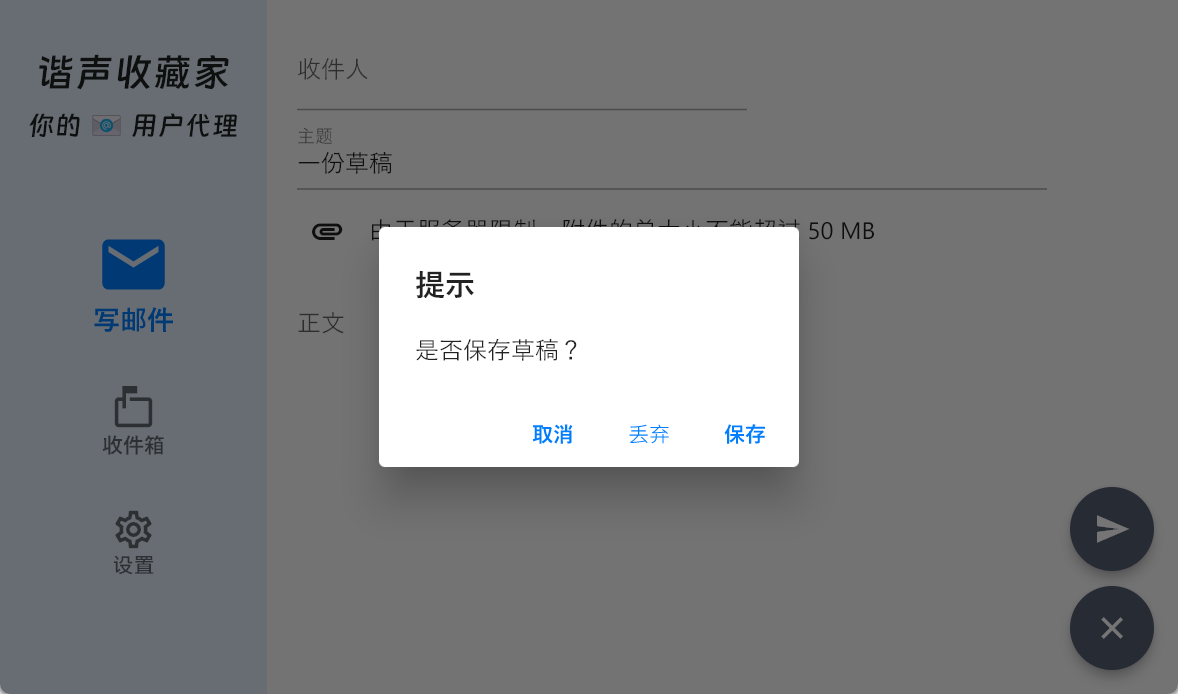 谐声收藏家
你的 📧 用户代理
写邮件
收件箱
设置
收件人
主题
一份草稿
由于服务器限制，附件的总大小不能超过 50 MB
正文
提示
是否保存草稿？
取消
丢弃
保存